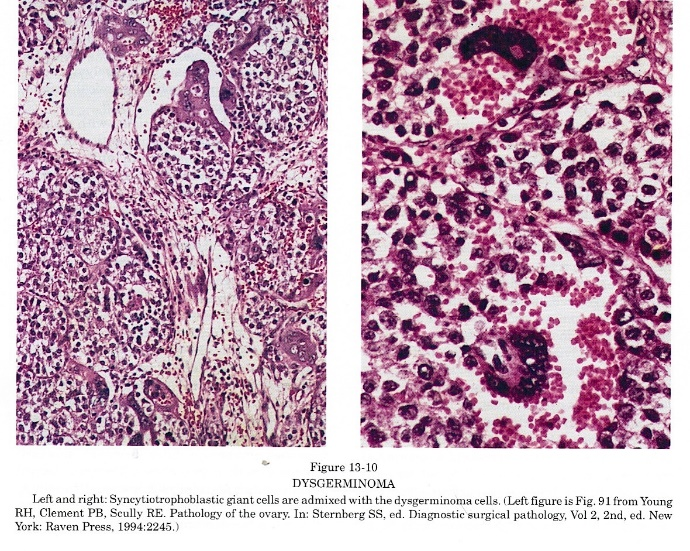 Figure 13-10
DYSGERMINOMA
Left and right: Syncytiotrophoblastic giant cells are admixed with the dysgerminoma cells. (Left figure is Fig. 91 from Young
RH, Clement PB, Scully RE. Pathology of the ovary. In: Sternberg SS, ed. Diagnostic surgical pathology, Vol 2, 2nd, ed. New
York: Raven Press, 1994:2245.)